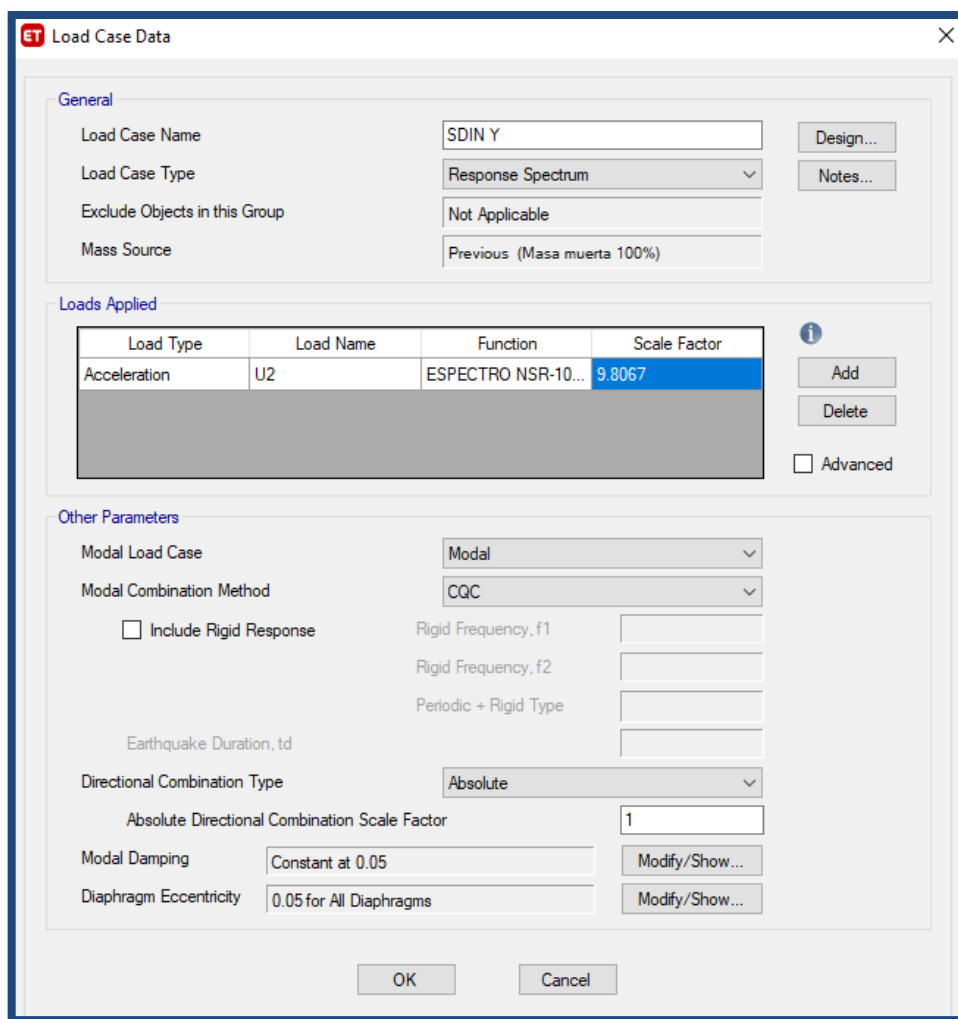 ET Load Case Data
General
Load Case Name SDIN Y Design...
Load Case Type Response Spectrum Notes...
Exclude Objects in this Group Not Applicable
Mass Source Previous (Masa muerta 100%)
Loads Applied
Load Type Load Name Function Scale Factor
Acceleration U2 ESPECTRO NSR-10... 9.8067 Add
Delete
Advanced
Other Parameters
Modal Load Case Modal
Modal Combination Method CQC
Include Rigid Response Rigid Frequency, f1
Rigid Frequency, f2
Periodic + Rigid Type
Earthquake Duration, td
Directional Combination Type Absolute
Absolute Directional Combination Scale Factor 1
Modal Damping Constant at 0.05 Modify/Show...
Diaphragm Eccentricity 0.05 for All Diaphragms Modify/Show...
OK Cancel